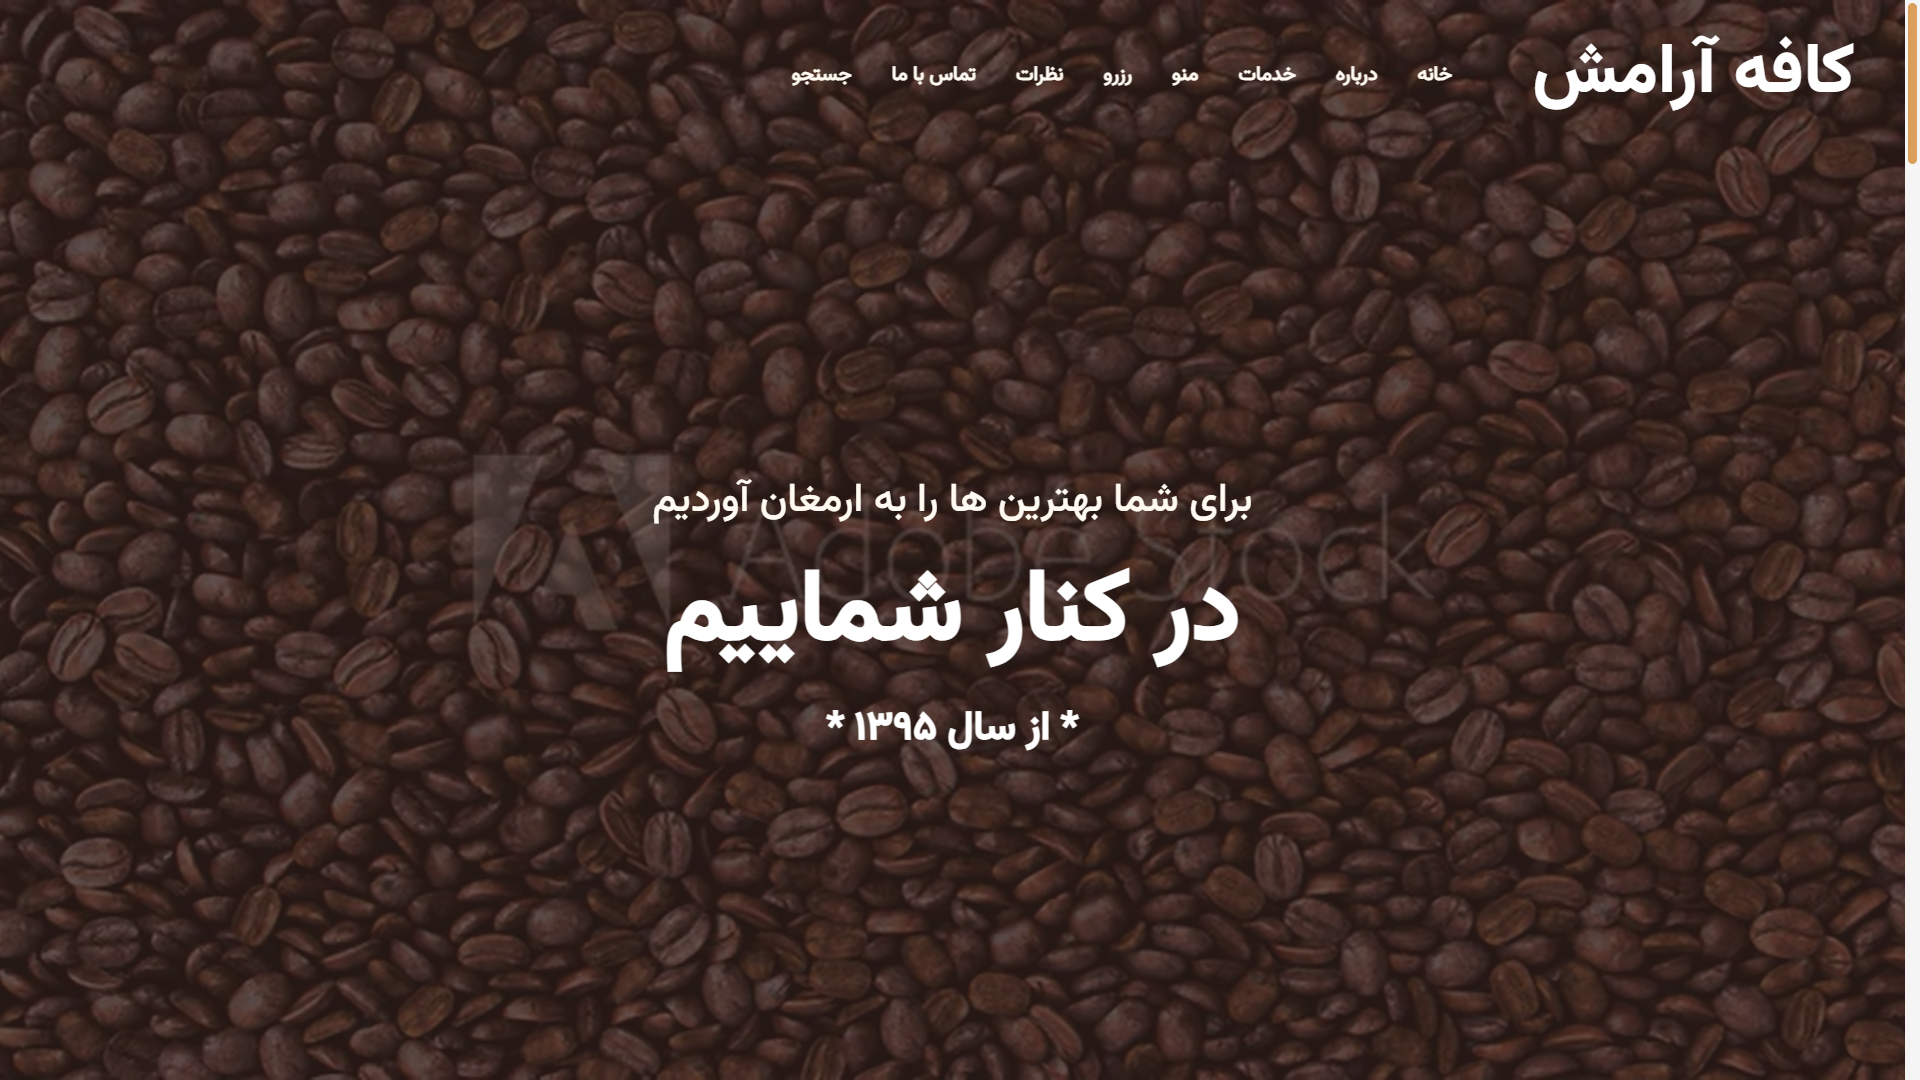 کافه آرامش
خانه درباره خدمات منو رزرو نظرات تماس با ما جستجو
برای شما بهترین ها را به ارمغان آوردیم
Adobe Stock
در کنار شماییم
* از سال ۱۳۹۵ *